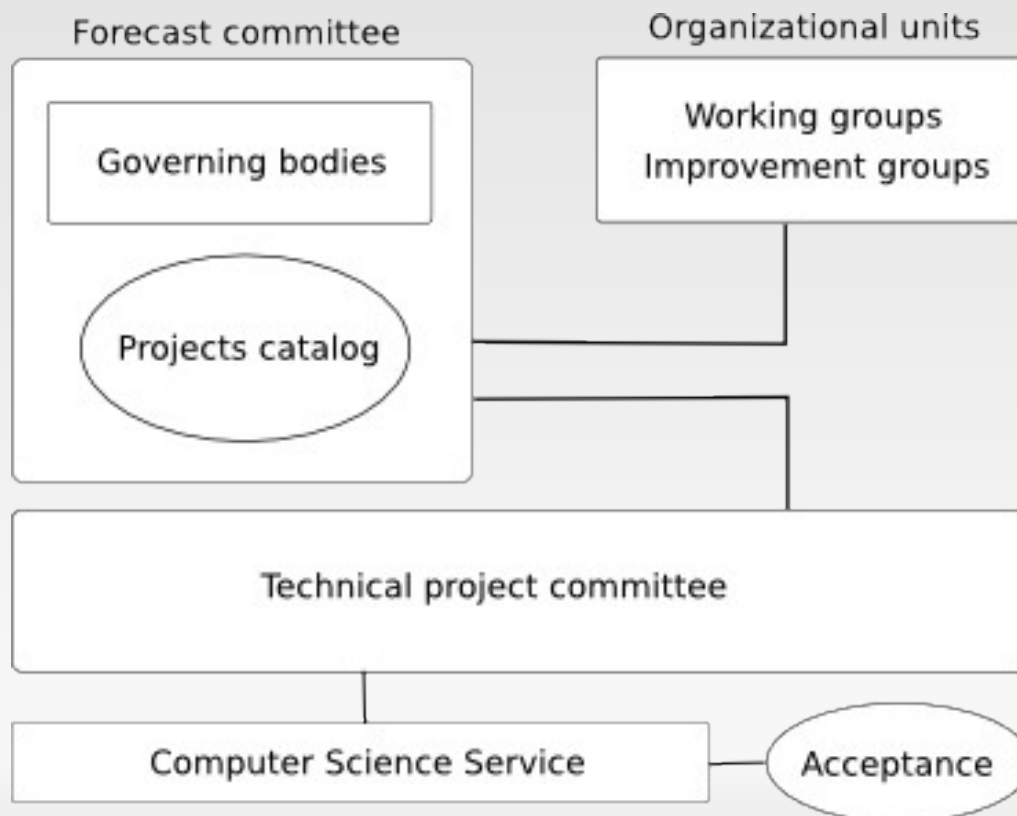 Forecast committee
Organizational units
Governing bodies
Working groups
Improvement groups
Projects catalog
Technical project committee
Computer Science Service
Acceptance